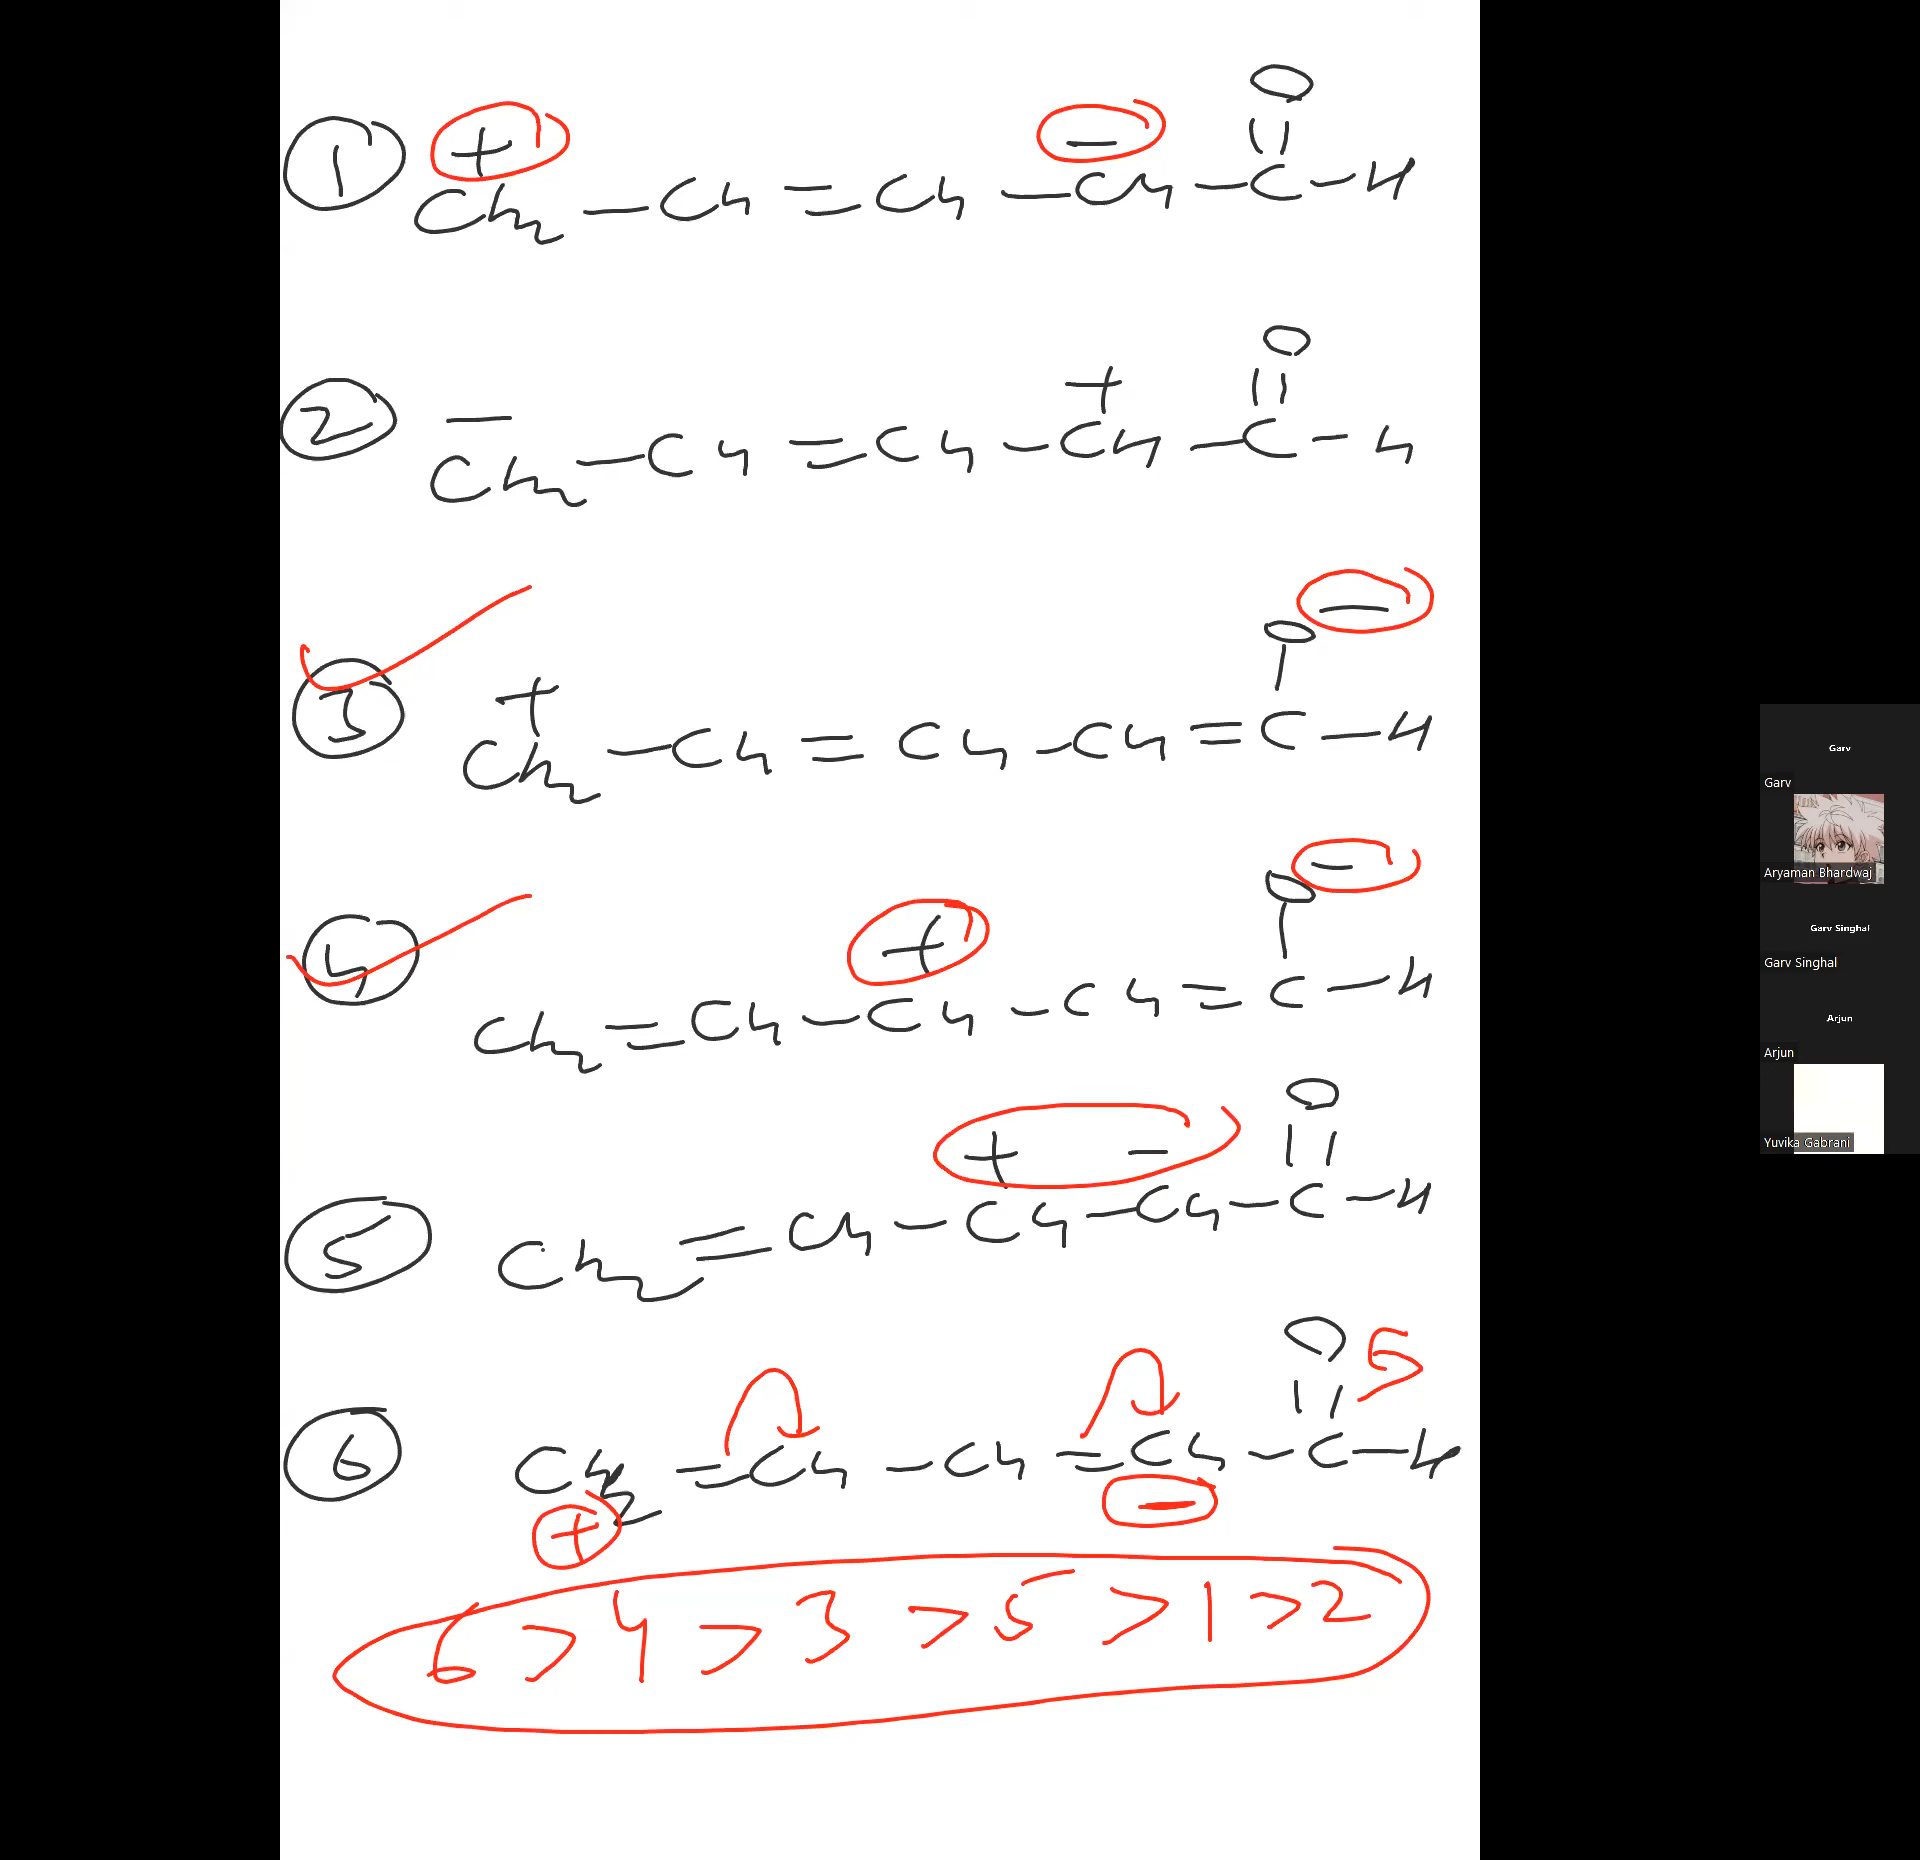 O
1 + − ||
CH2 — CH = CH — CH — C — H
O
2 − + ||
CH2 — CH = CH — CH — C — H
−
O
3 + |
CH2 — CH = CH — CH = C — H
−
O
4 + |
CH2 = CH — CH — CH = C — H
O
+ − ||
5 CH2 = CH — CH — CH — C — H
O 5
||
6 CH2 = CH — CH = CH — C — H
+ −
6 > 4 > 3 > 5 > 1 > 2
Garv
Garv
Aryaman Bhardwaj
Garv Singhal
Garv Singhal
Arjun
Arjun
Yuvika Gabrani